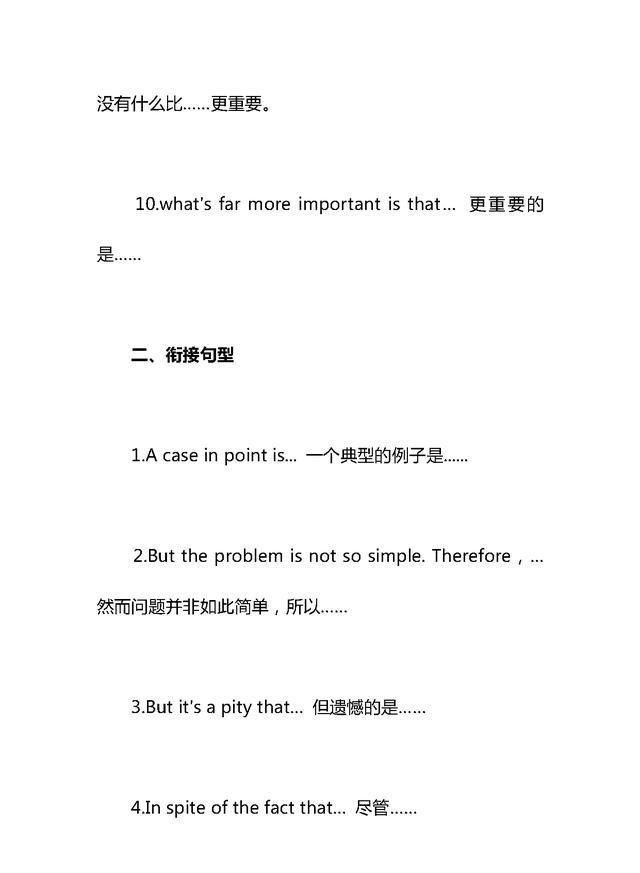 没有什么比……更重要。
10.what's far more important is that… 更重要的
是……
二、衔接句型
1.A case in point is... 一个典型的例子是......
2.But the problem is not so simple. Therefore，…
然而问题并非如此简单，所以……
3.But it's a pity that… 但遗憾的是……
4.In spite of the fact that… 尽管……